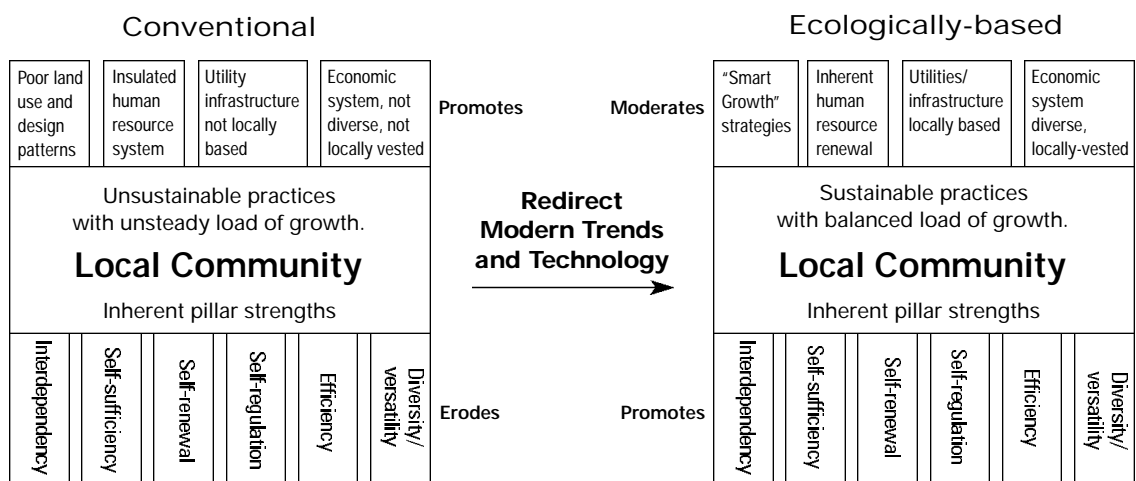 Conventional
Poor land
use and
design
patterns
Insulated
human
resource
system
Utility
infrastructure
not locally
based
Economic
system, not
diverse, not
locally vested
Promotes
Unsustainable practices
with unsteady load of growth.
Local Community
Inherent pillar strengths
Interdependency
Self-sufficiency
Self-renewal
Self-regulation
Efficiency
Diversity/
versatility
Erodes
Redirect
Modern Trends
and Technology
Ecologically-based
Moderates
“Smart
Growth”
strategies
Inherent
human
resource
renewal
Utilities/
infrastructure
locally based
Economic
system
diverse,
locally-vested
Sustainable practices
with balanced load of growth.
Local Community
Inherent pillar strengths
Promotes
Interdependency
Self-sufficiency
Self-renewal
Self-regulation
Efficiency
Diversity/
versatility